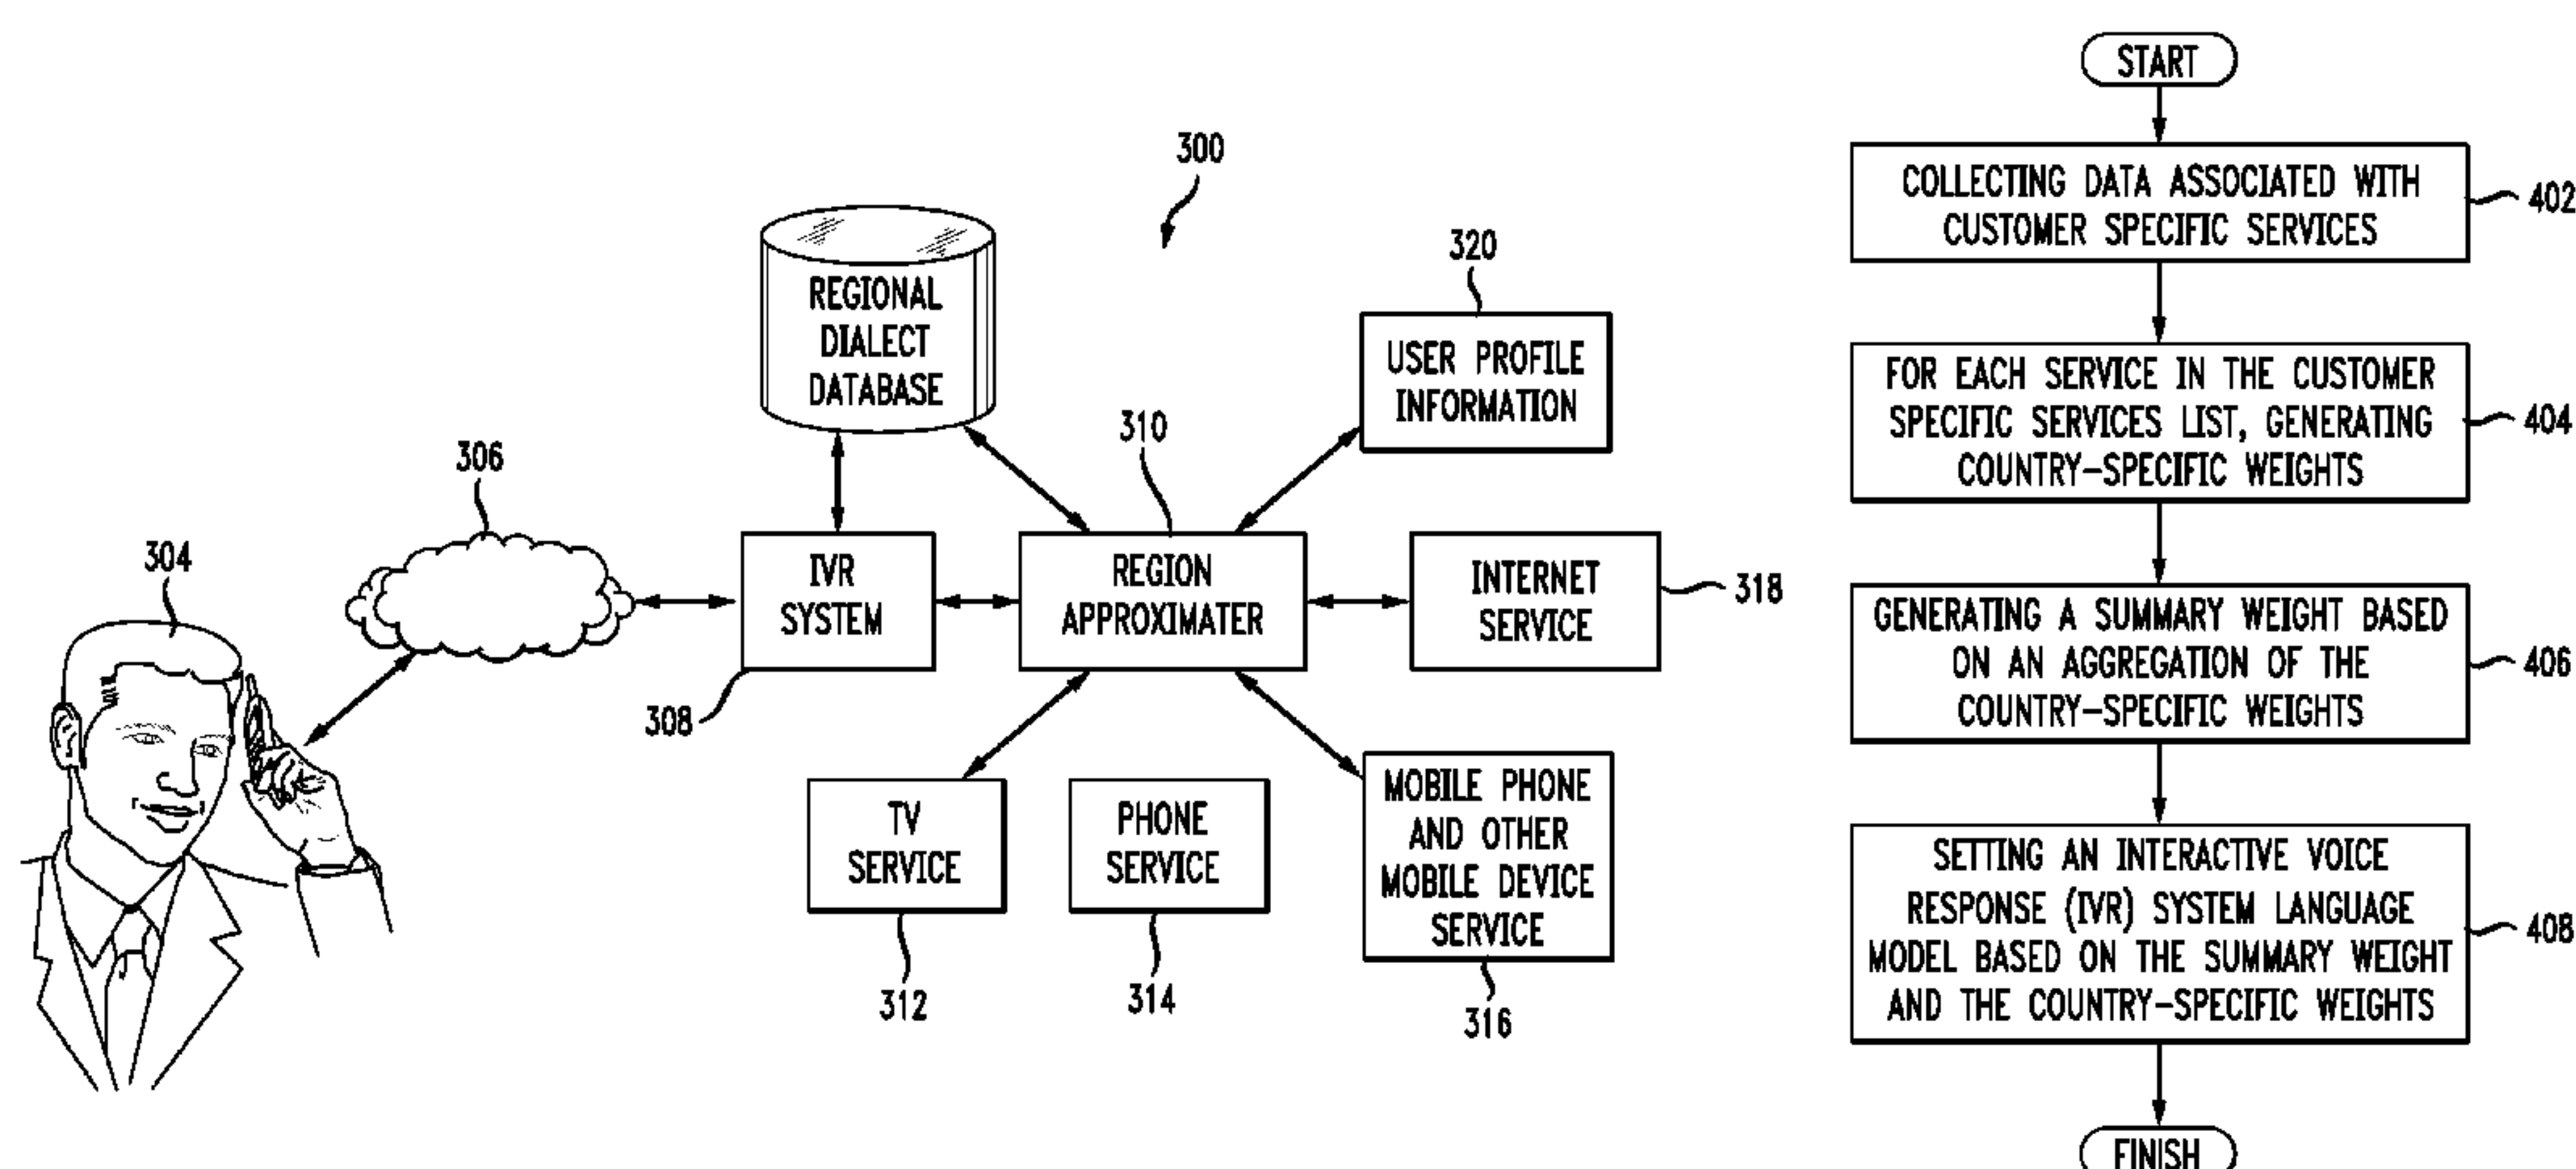 300
REGIONAL
DIALECT
DATABASE
320
USER PROFILE
INFORMATION
310
306
304
IVR
SYSTEM
308
REGION
APPROXIMATER
INTERNET
SERVICE
318
TV
SERVICE
312
PHONE
SERVICE
314
MOBILE PHONE
AND OTHER
MOBILE DEVICE
SERVICE
316
START
COLLECTING DATA ASSOCIATED WITH
CUSTOMER SPECIFIC SERVICES
402
FOR EACH SERVICE IN THE CUSTOMER
SPECIFIC SERVICES LIST, GENERATING
COUNTRY-SPECIFIC WEIGHTS
404
GENERATING A SUMMARY WEIGHT BASED
ON AN AGGREGATION OF THE
COUNTRY-SPECIFIC WEIGHTS
406
SETTING AN INTERACTIVE VOICE
RESPONSE (IVR) SYSTEM LANGUAGE
MODEL BASED ON THE SUMMARY WEIGHT
AND THE COUNTRY-SPECIFIC WEIGHTS
408
FINISH